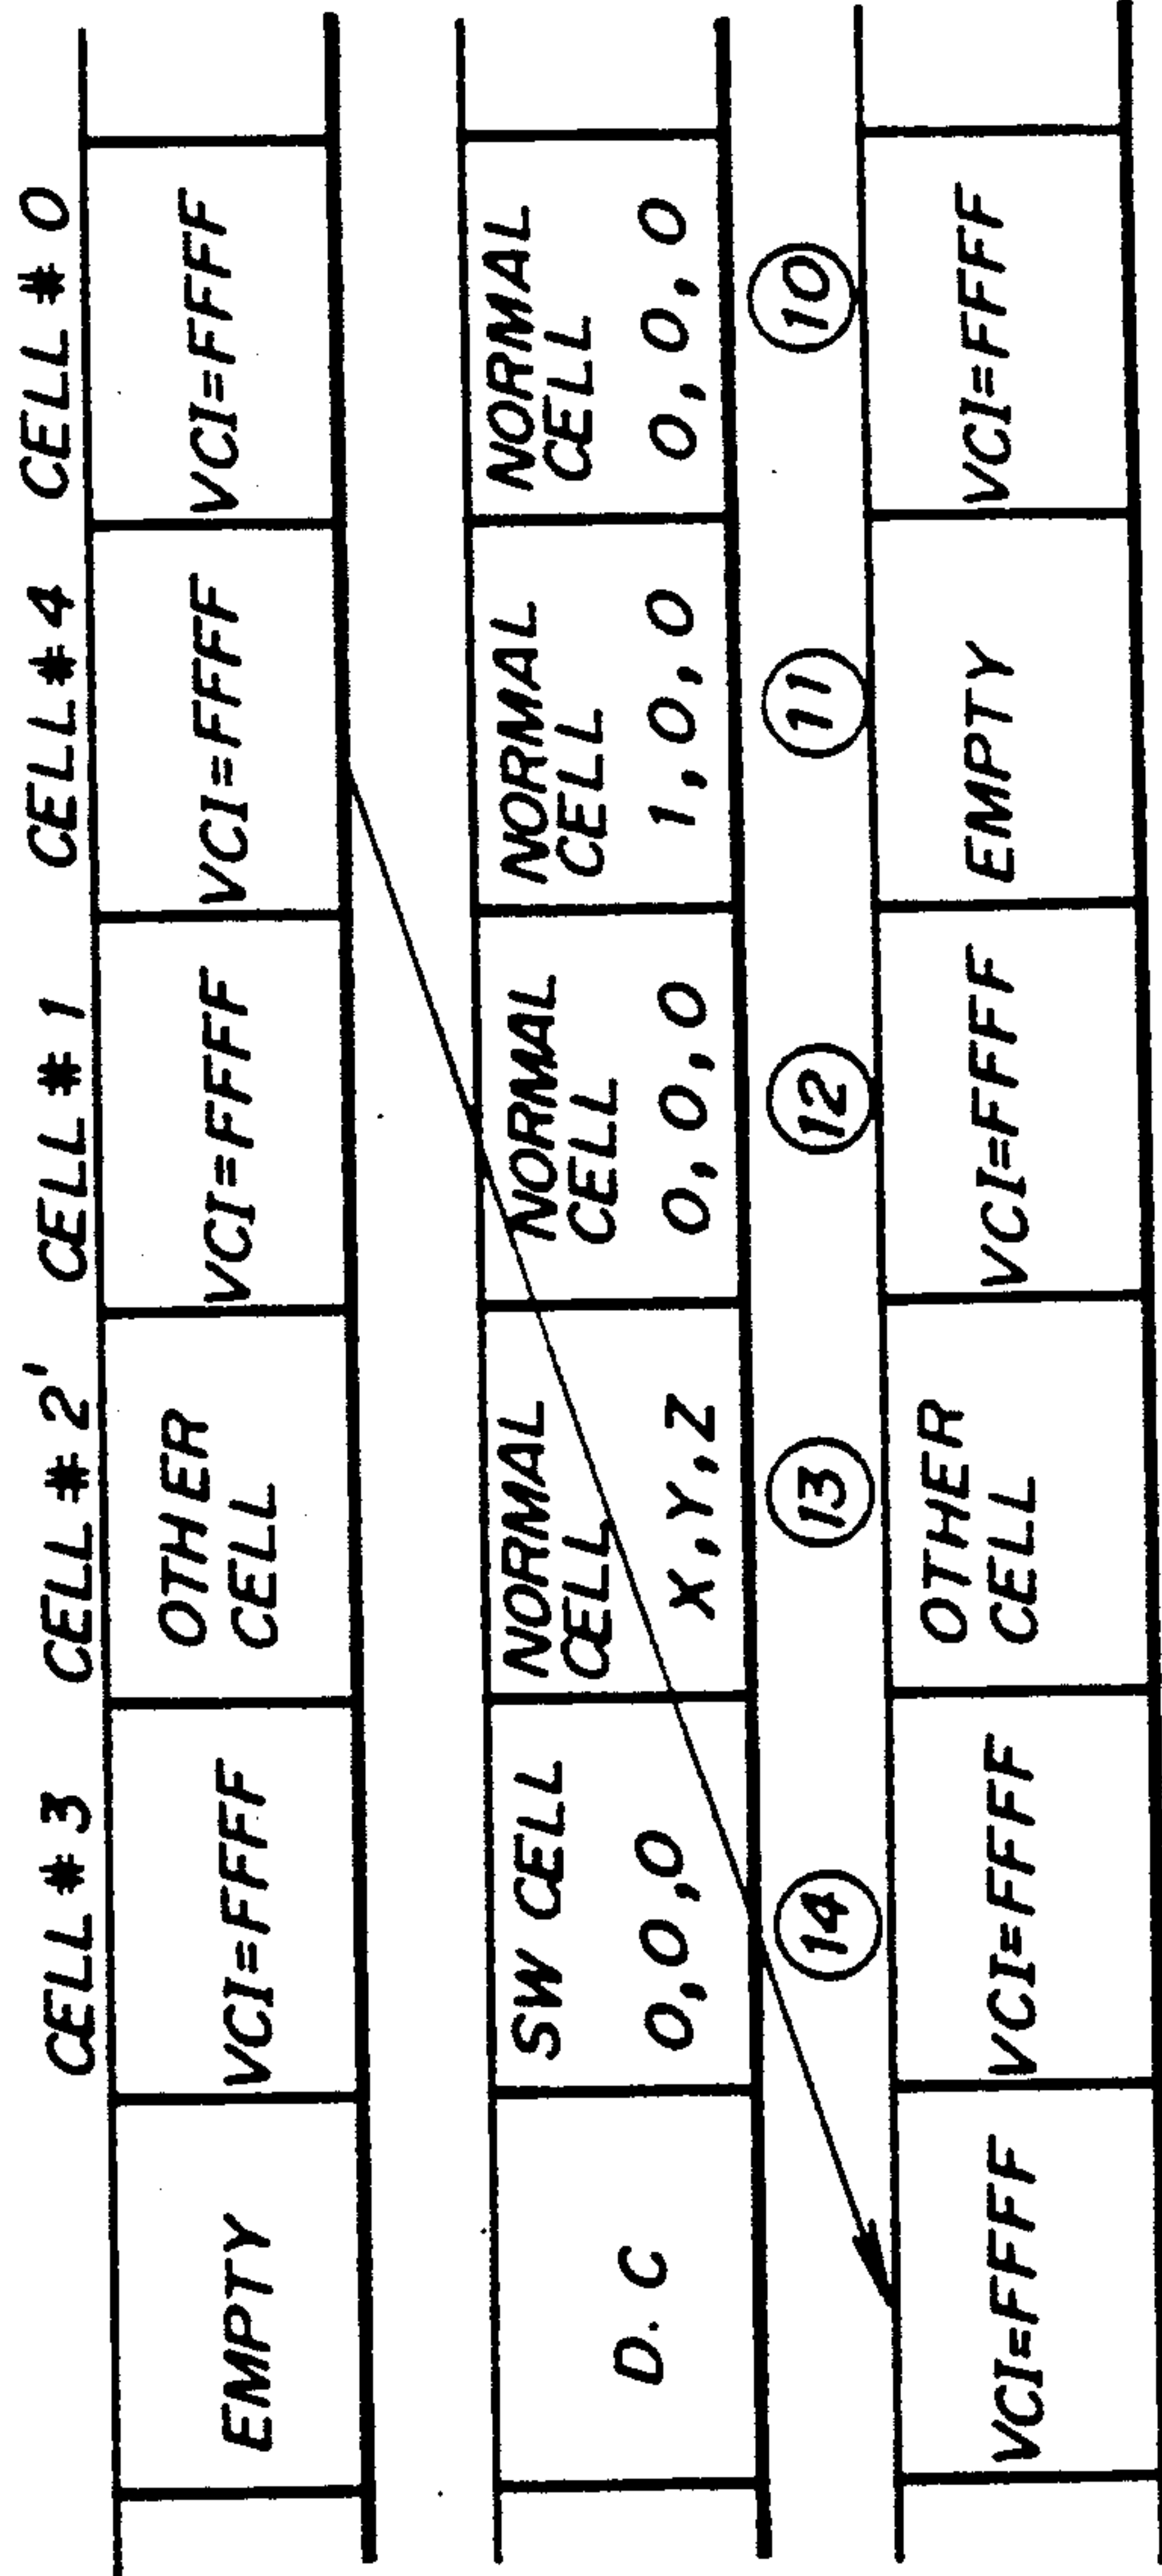 CELL #3
CELL #2'
CELL #1
CELL #4
CELL #0
EMPTY
VCI=FFFF
OTHER
CELL
VCI=FFFF
VCI=FFFF
VCI=FFFF
D.C
SW CELL
0,0,0
NORMAL
CELL
X,Y,Z
NORMAL
CELL
0,0,0
NORMAL
CELL
1,0,0
NORMAL
CELL
0,0,0
14
13
12
11
10
VCI=FFFF
VCI=FFFF
OTHER
CELL
VCI=FFFF
EMPTY
VCI=FFFF